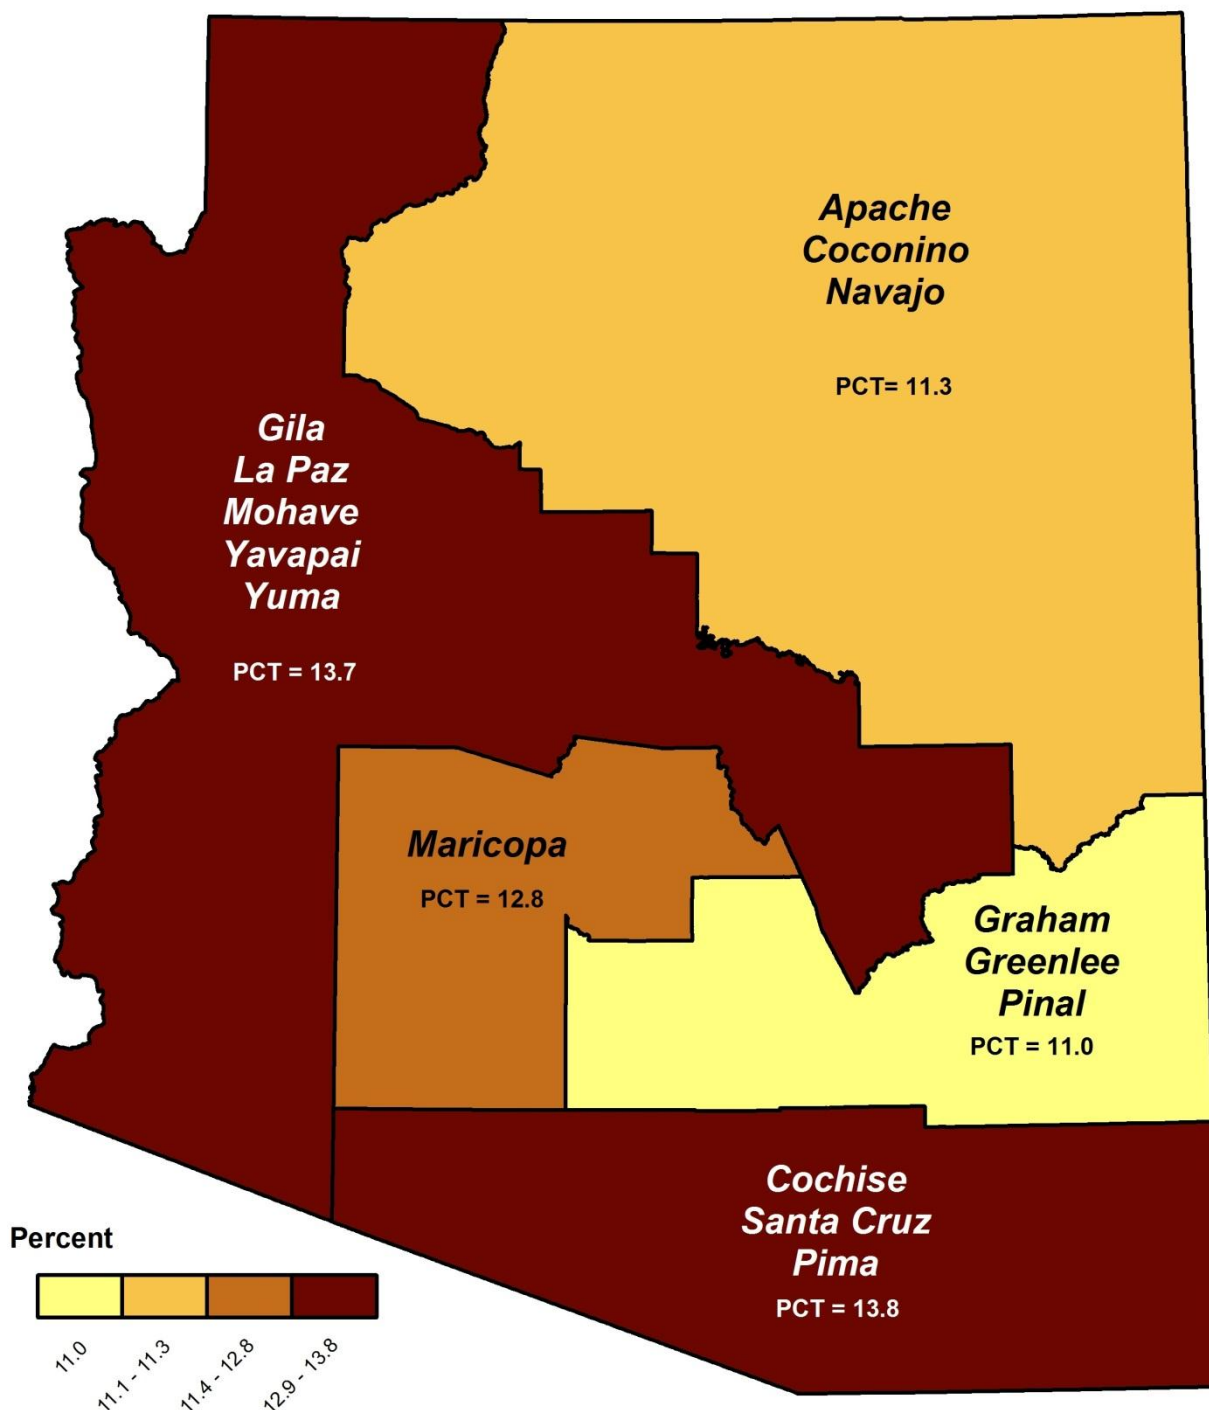 Apache
Coconino
Navajo
PCT= 11.3
Gila
La Paz
Mohave
Yavapai
Yuma
PCT = 13.7
Maricopa
PCT = 12.8
Graham
Greenlee
Pinal
PCT = 11.0
Cochise
Santa Cruz
Pima
PCT = 13.8
Percent
11.0
11.1 - 11.3
11.4 - 12.8
12.9 - 13.8